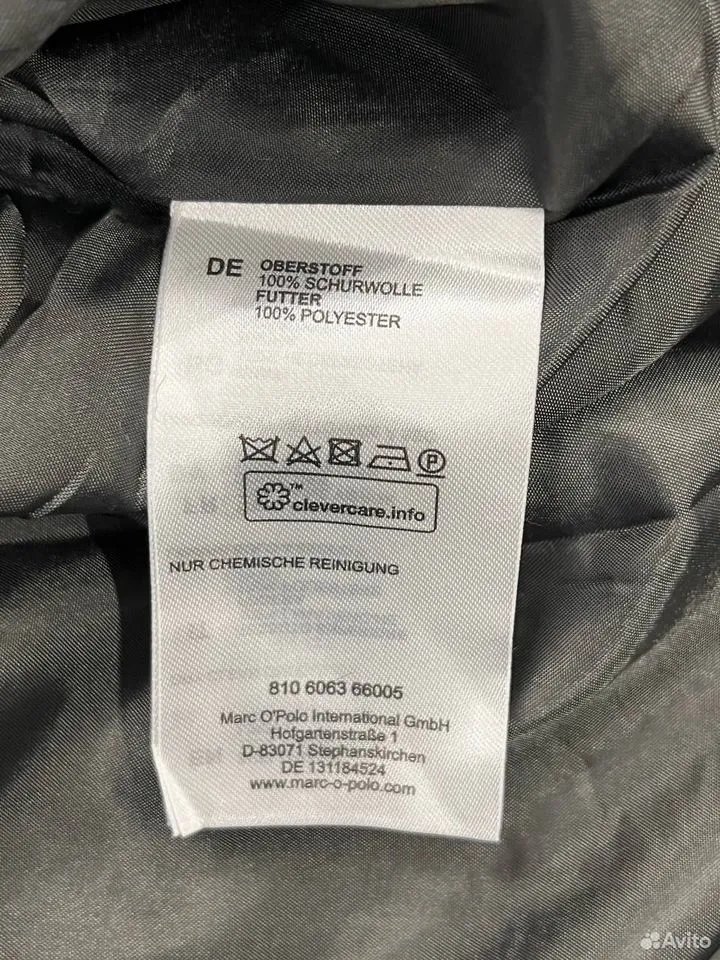 DE OBERSTOFF
100% SCHURWOLLE
FUTTER
100% POLYESTER
P
clevercare.info™
NUR CHEMISCHE REINIGUNG
810 6063 66005
Marc O'Polo International GmbH
Hofgartenstraße 1
D-83071 Stephanskirchen
DE 131184524
www.marc-o-polo.com
Avito